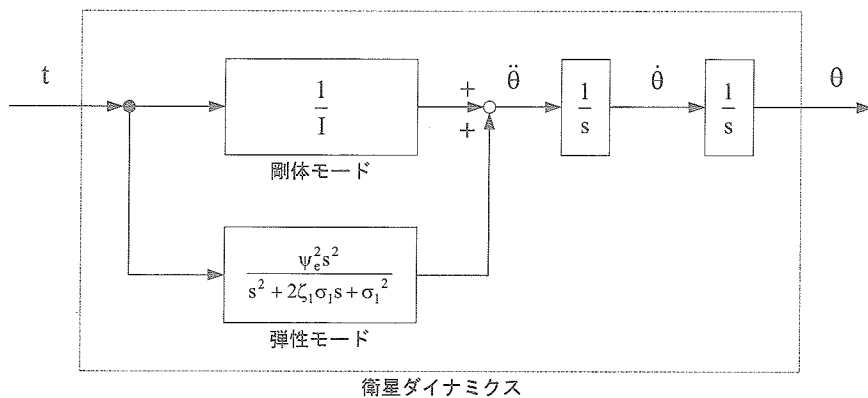 t
1
I
剛体モード
+
+
θ̈
1
s
θ̇
1
s
θ
ψₑ²s²
s² + 2ζ₁σ₁s + σ₁²
弾性モード
衛星ダイナミクス